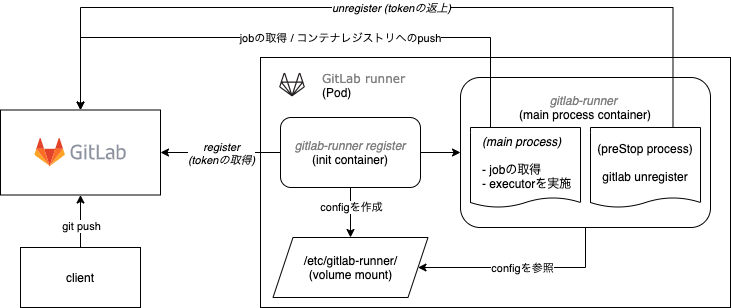 unregister (tokenの返上)
jobの取得 / コンテナレジストリへのpush
GitLab runner
(Pod)
gitlab-runner
(main process container)
GitLab
register
(tokenの取得)
gitlab-runner register
(init container)
(main process)
- jobの取得
- executorを実施
(preStop process)
gitlab unregister
configを作成
git push
client
/etc/gitlab-runner/
(volume mount)
configを参照